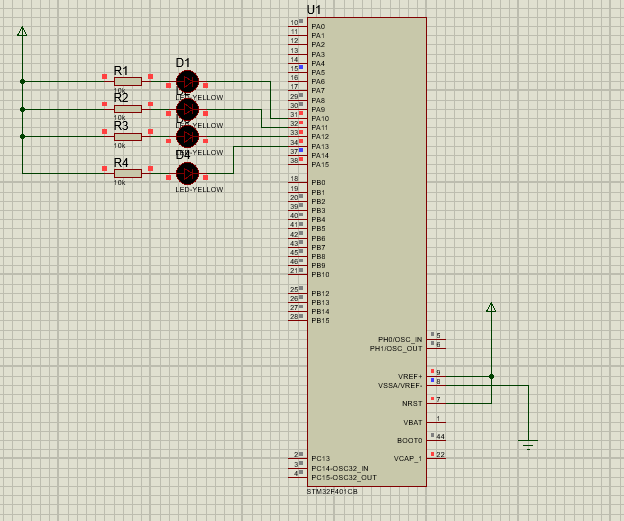 U1
10 PA0
11 PA1
12 PA2
13 PA3
14 PA4
15 PA5
16 PA6
17 PA7
29 PA8
30 PA9
31 PA10
32 PA11
33 PA12
34 PA13
37 PA14
38 PA15
18 PB0
19 PB1
20 PB2
39 PB3
40 PB4
41 PB5
42 PB6
43 PB7
45 PB8
46 PB9
21 PB10
25 PB12
26 PB13
27 PB14
28 PB15
2 PC13
3 PC14-OSC32_IN
4 PC15-OSC32_OUT
PH0/OSC_IN 5
PH1/OSC_OUT 6
VREF+ 9
VSSA/VREF- 8
NRST 7
VBAT 1
BOOT0 44
VCAP_1 22
STM32F401CB
R1
10k
D1
LED-YELLOW
R2
10k
R3
10k
LED-YELLOW
R4
10k
D4
LED-YELLOW